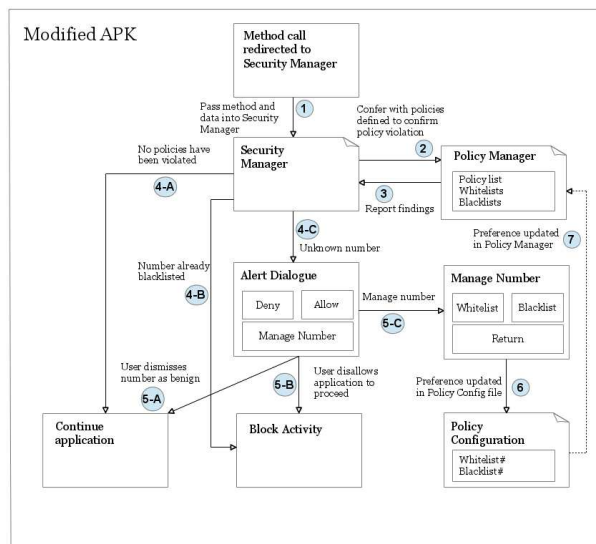 Modified APK
Method call
redirected to
Security Manager
Pass method and
data into Security
Manager
1
Confer with policies
defined to confirm
policy violation
2
No policies have
been violated
4-A
Security
Manager
Policy Manager
Policy list
Whitelists
Blacklists
3
Report findings
4-C
Unknown number
Preference updated
in Policy Manager
7
Number already
blacklisted
4-B
Alert Dialogue
Deny
Allow
Manage Number
Manage number
5-C
Manage Number
Whitelist
Blacklist
Return
User dismisses
number as benign
5-A
5-B
User disallows
application to
proceed
Preference updated
in Policy Config file
6
Continue
application
Block Activity
Policy
Configuration
Whitelist#
Blacklist#